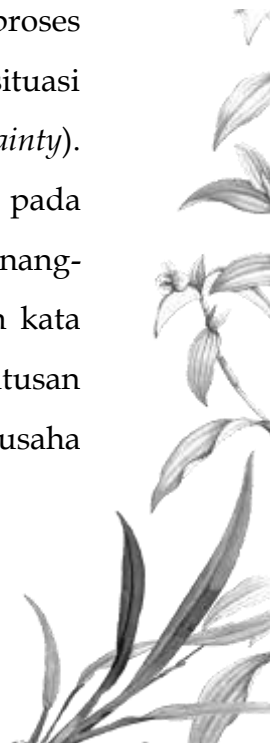 proses
situasi
ainty).
pada
nang-
n kata
tusan
usaha